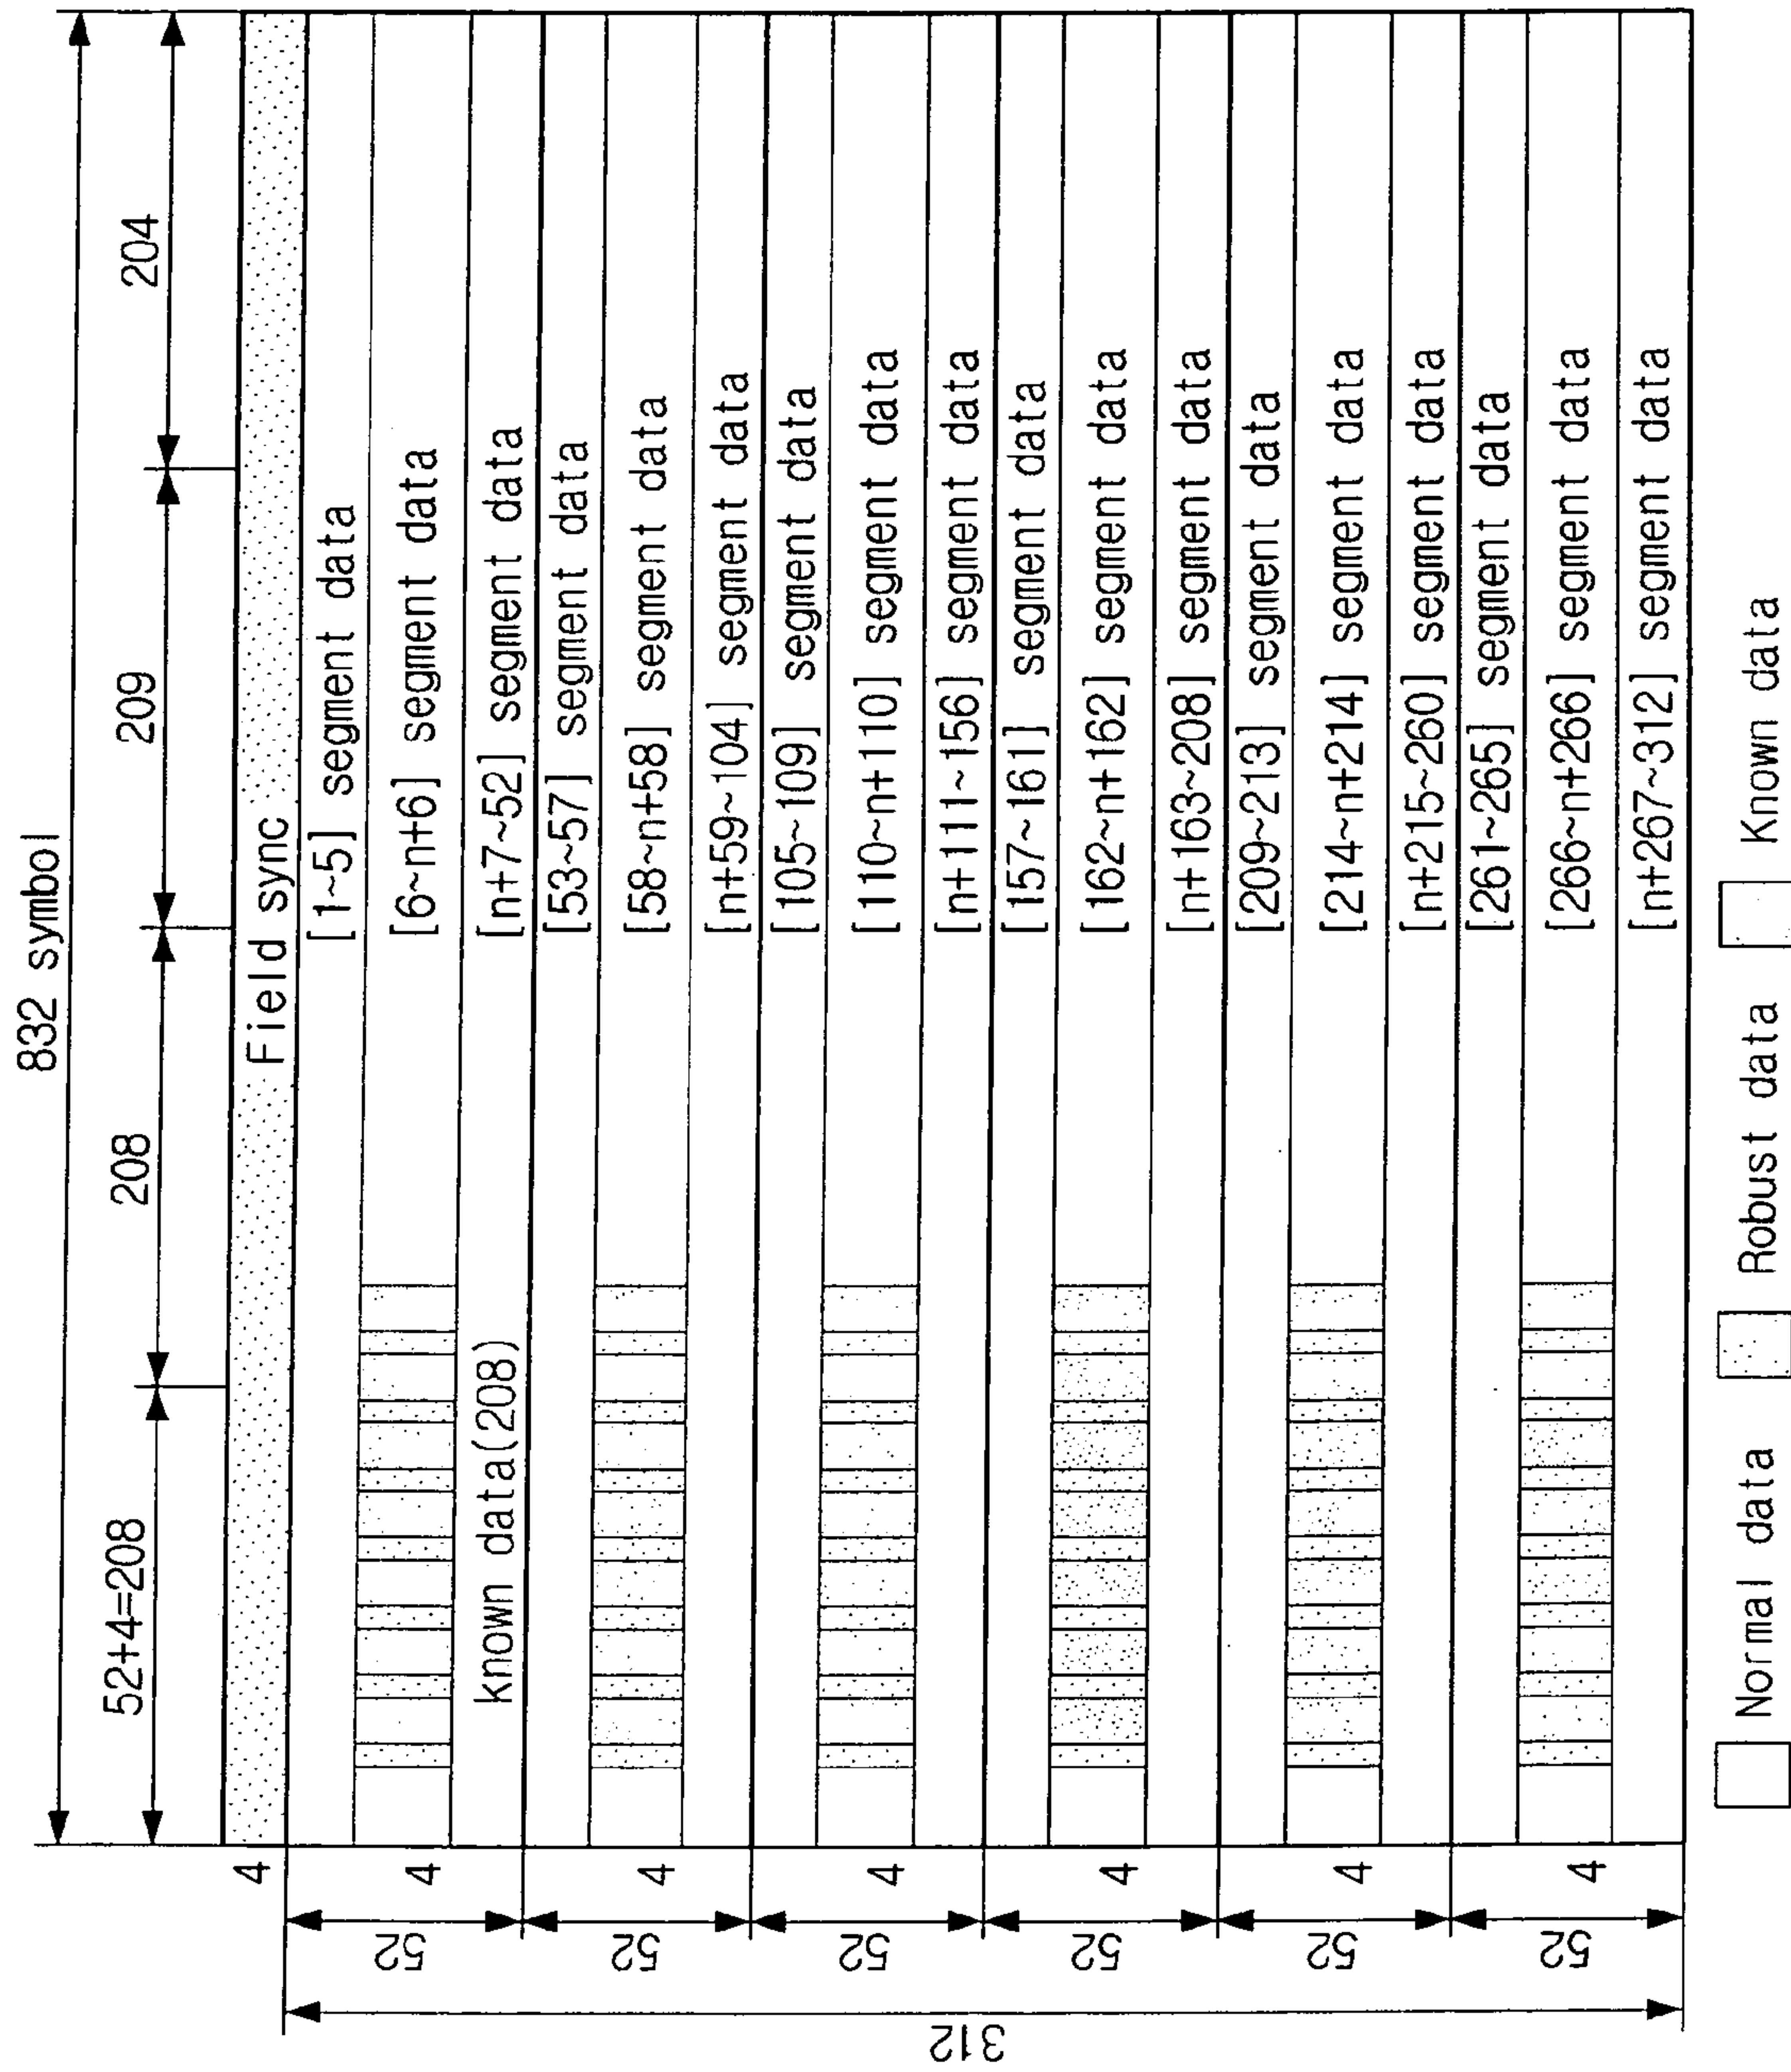 832 symbol
52+4=208
208
209
204
4
Field sync
[1~5] segment data
4
[6~n+6] segment data
known data(208)
[n+7~52] segment data
[53~57] segment data
4
[58~n+58] segment data
[n+59~104] segment data
[105~109] segment data
4
[110~n+110] segment data
[n+111~156] segment data
[157~161] segment data
4
[162~n+162] segment data
[n+163~208] segment data
[209~213] segment data
4
[214~n+214] segment data
[n+215~260] segment data
[261~265] segment data
4
[266~n+266] segment data
[n+267~312] segment data
52
52
52
52
52
52
312
Normal data
Robust data
Known data